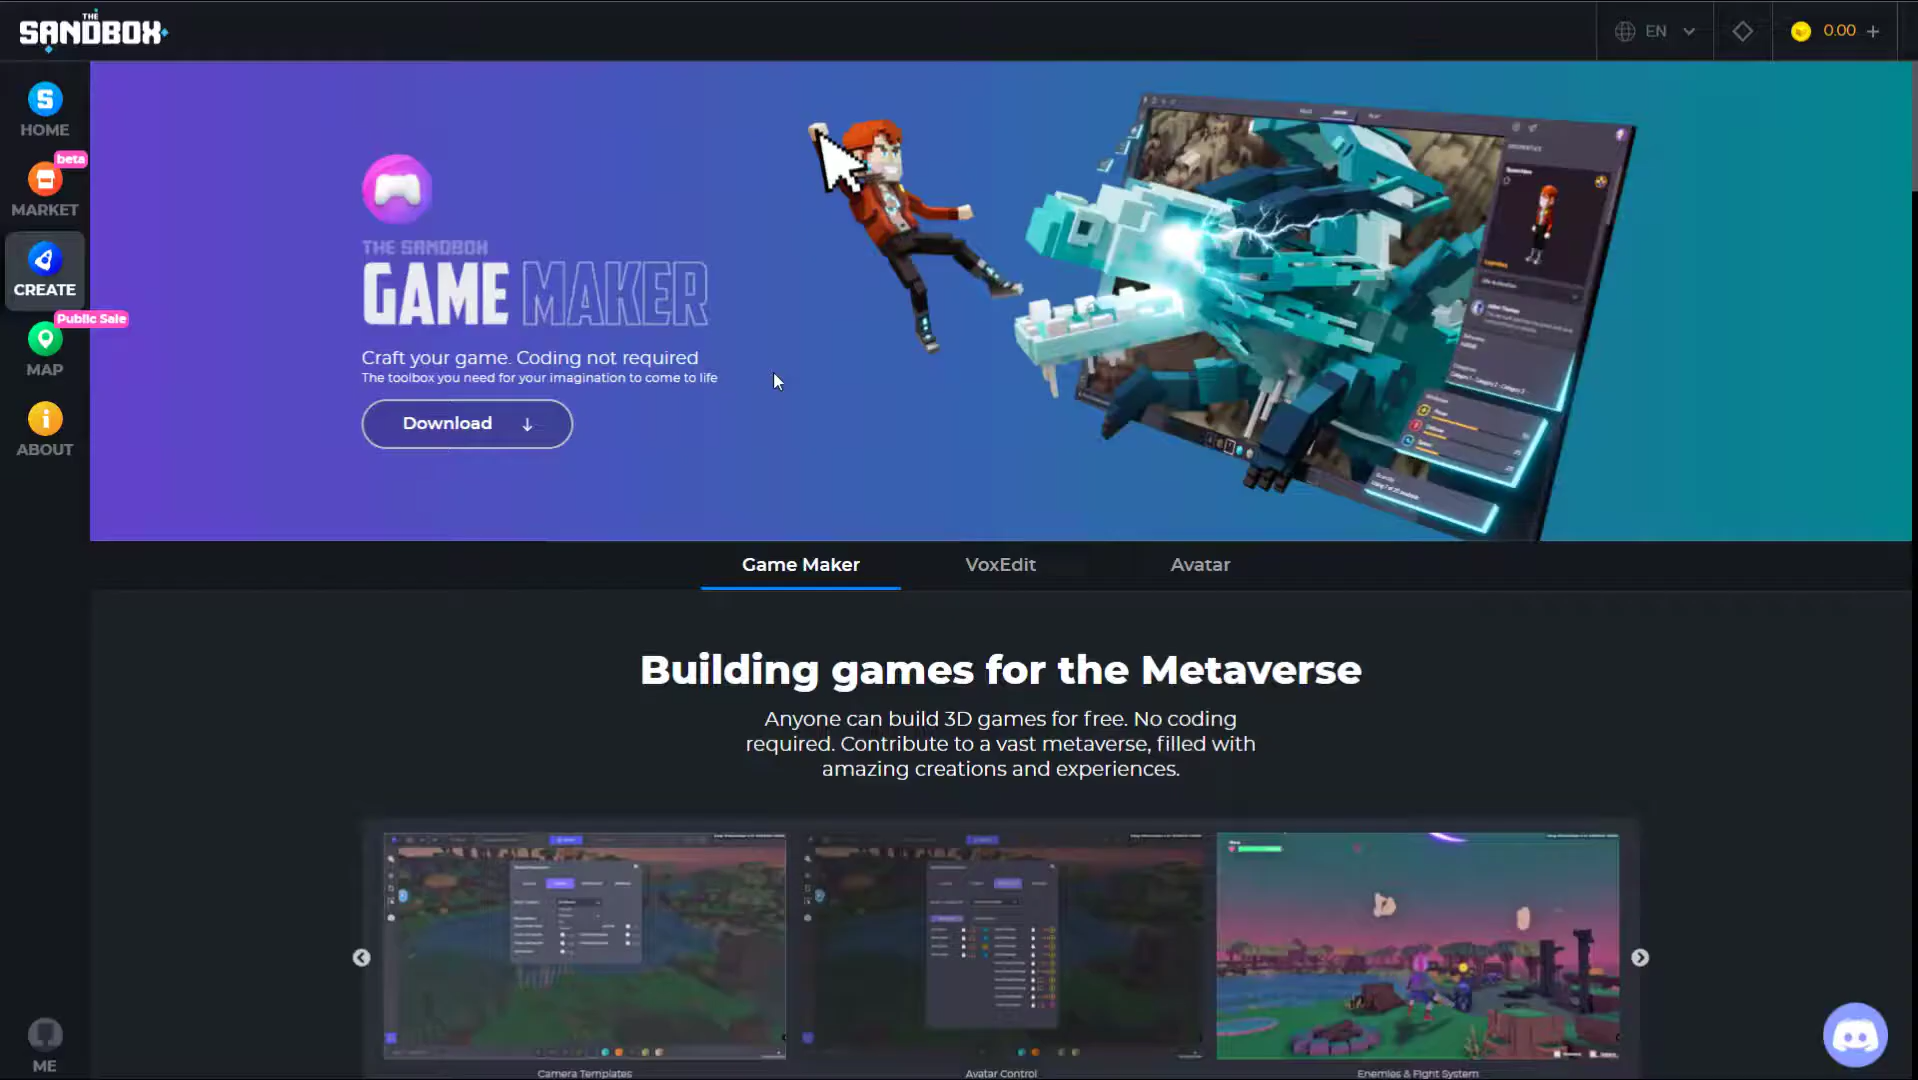 THE
SANDBOX
EN
0.00
HOME
beta
MARKET
CREATE
Public Sale
MAP
ABOUT
ME
THE SANDBOX
GAME MAKER
Craft your game. Coding not required
The toolbox you need for your imagination to come to life
Download
Game Maker
VoxEdit
Avatar
Building games for the Metaverse
Anyone can build 3D games for free. No coding
required. Contribute to a vast metaverse, filled with
amazing creations and experiences.
Camera Templates
Avatar Control
Enemies & Fight System